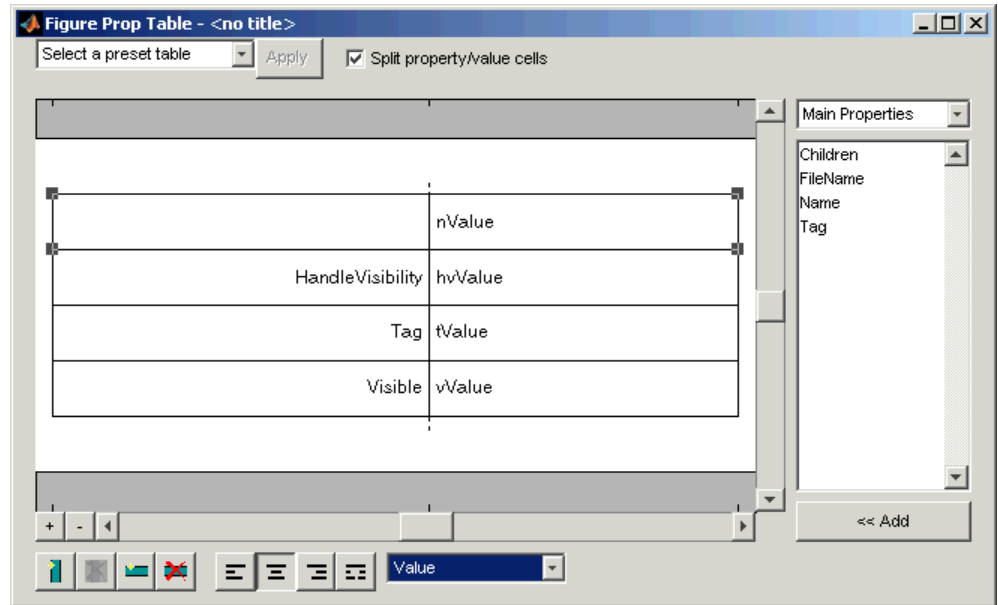 Figure Prop Table - <no title>
Select a preset table
Apply
Split property/value cells
Main Properties
Children
FileName
Name
Tag
nValue
HandleVisibility hvValue
Tag tValue
Visible vValue
+ -
<< Add
Value